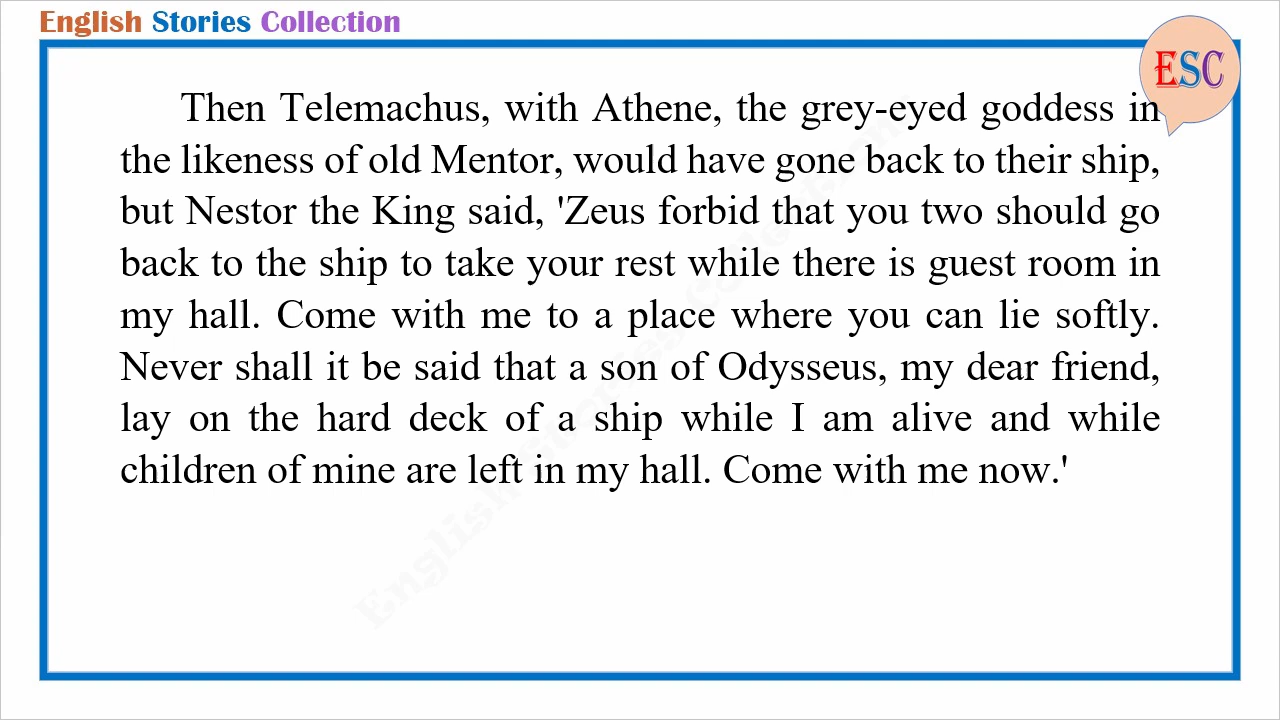 English Stories Collection
ESC
Then Telemachus, with Athene, the grey-eyed goddess in
the likeness of old Mentor, would have gone back to their ship,
but Nestor the King said, 'Zeus forbid that you two should go
back to the ship to take your rest while there is guest room in
my hall. Come with me to a place where you can lie softly.
Never shall it be said that a son of Odysseus, my dear friend,
lay on the hard deck of a ship while I am alive and while
children of mine are left in my hall. Come with me now.'
English Stories Collection